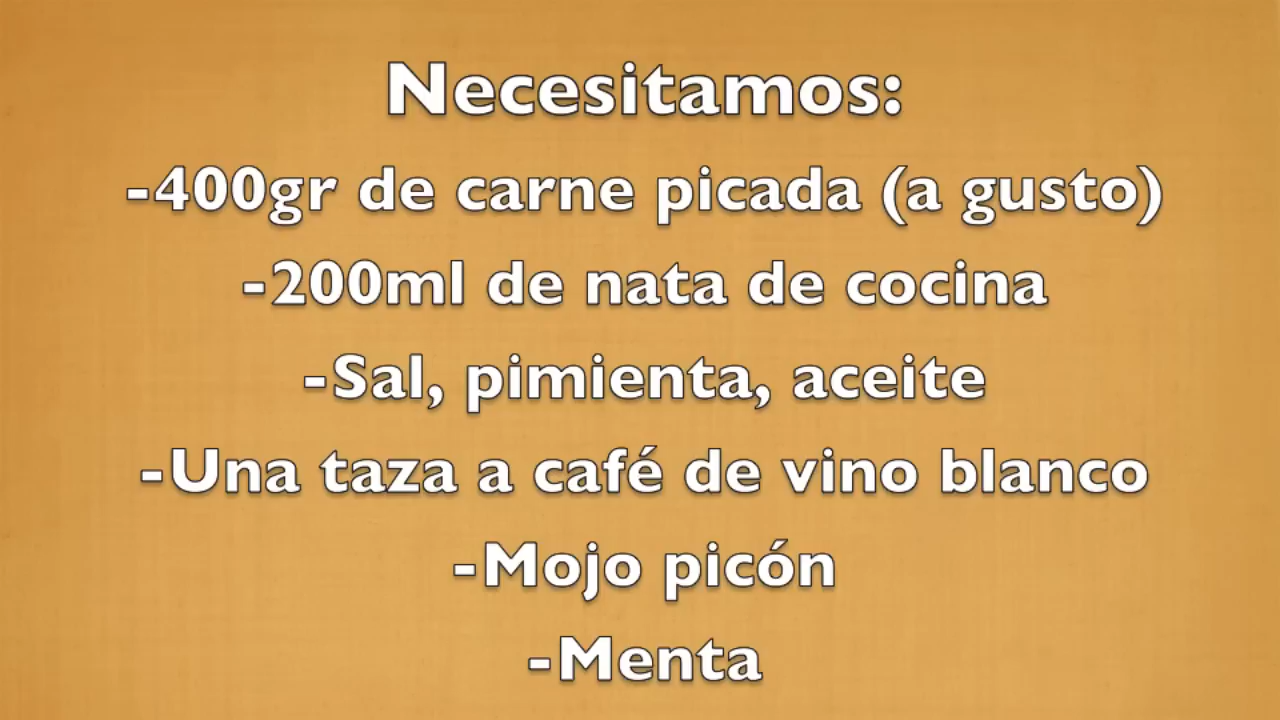 Necesitamos:
-400gr de carne picada (a gusto)
-200ml de nata de cocina
-Sal, pimienta, aceite
-Una taza a café de vino blanco
-Mojo picón
-Menta